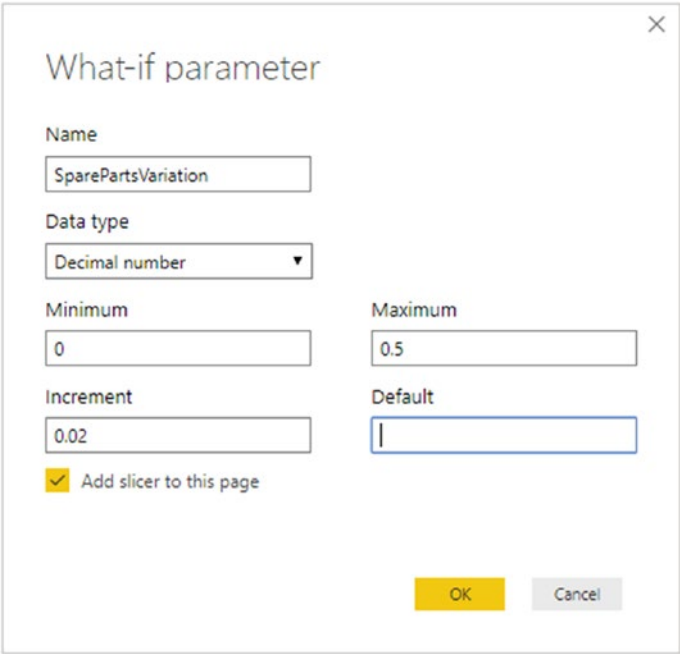 What-if parameter
Name
SparePartsVariation
Data type
Decimal number
Minimum
Maximum
0
0.5
Increment
Default
0.02
Add slicer to this page
OK
Cancel